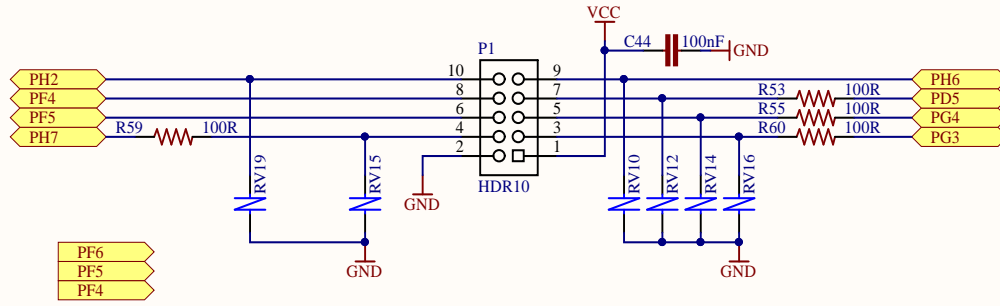 VCC
C44 100nF GND
P1
PH2 10 9 PH6
PF4 8 7 R53 100R PD5
PF5 6 5 R55 100R PG4
PH7 R59 100R 4 3 R60 100R PG3
2 1
RV19 RV15 RV10 RV12 RV14 RV16
HDR10
GND
GND GND
PF6
PF5
PF4